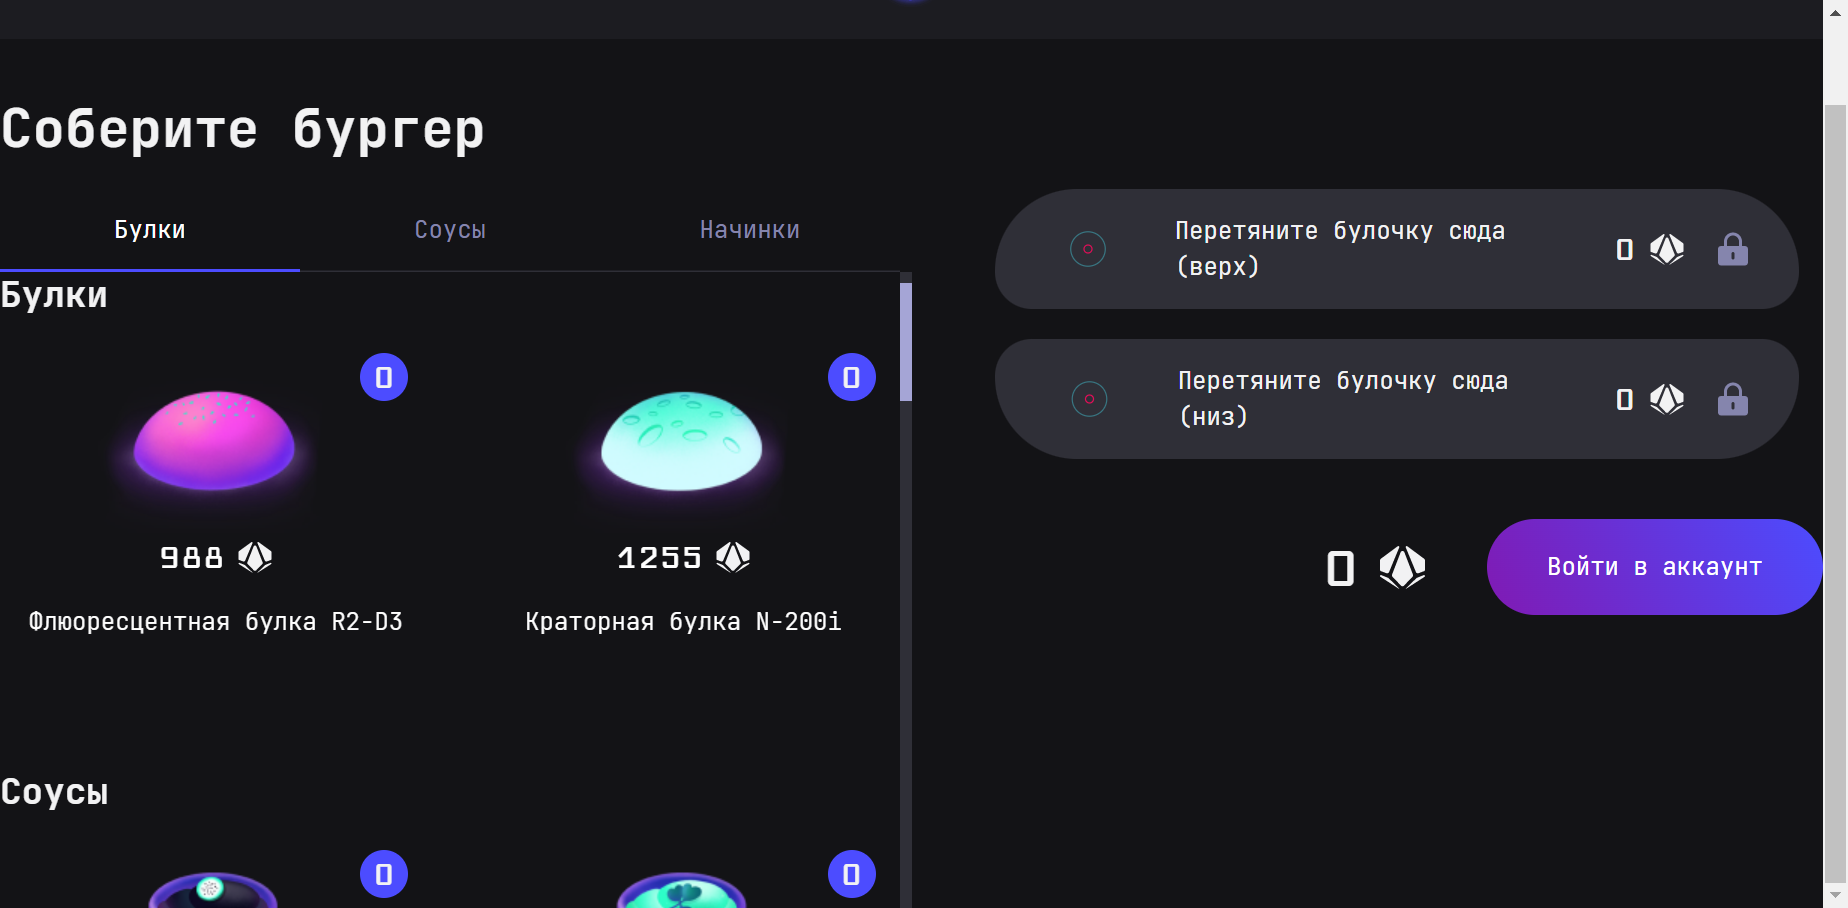 Соберите бургер
Булки
Соусы
Начинки
Булки
0
0
988
1255
Флюоресцентная булка R2-D3
Краторная булка N-200i
Соусы
0
0
Перетяните булочку сюда
(верх)
0
Перетяните булочку сюда
(низ)
0
0
Войти в аккаунт